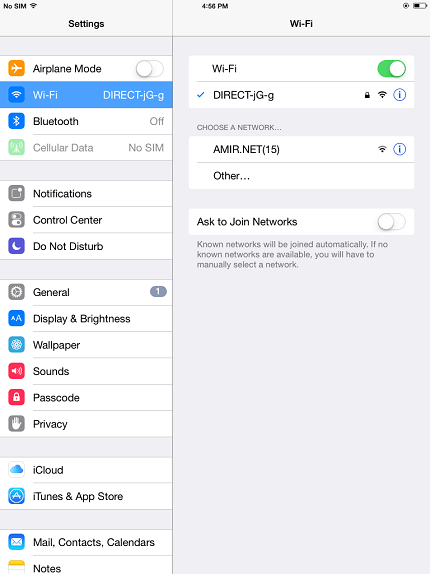 No SIM
4:56 PM
Settings
Wi-Fi
Airplane Mode
Wi-Fi DIRECT-jG-g
Bluetooth Off
Cellular Data No SIM
Notifications
Control Center
Do Not Disturb
General 1
Display & Brightness
Wallpaper
Sounds
Passcode
Privacy
iCloud
iTunes & App Store
Mail, Contacts, Calendars
Notes
Wi-Fi
DIRECT-jG-g
CHOOSE A NETWORK...
AMIR.NET(15)
Other...
Ask to Join Networks
Known networks will be joined automatically. If no
known networks are available, you will have to
manually select a network.